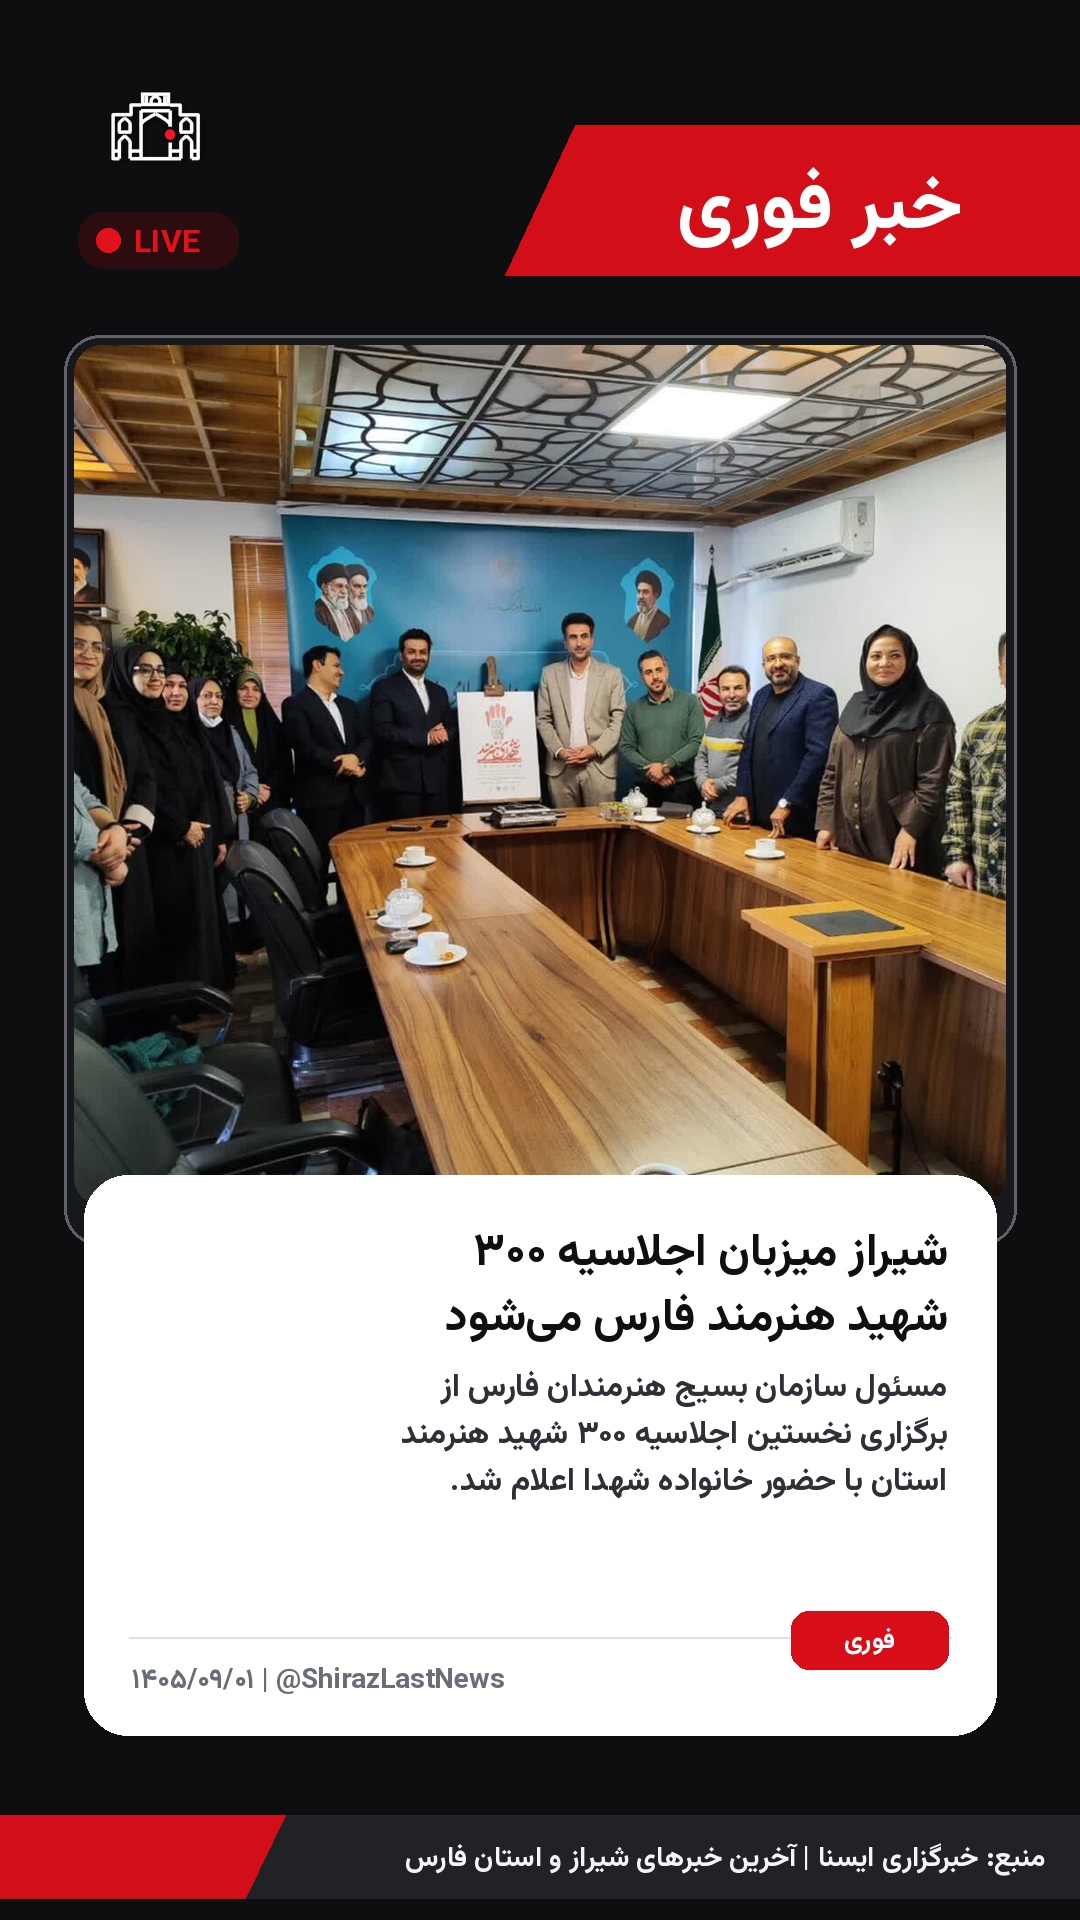 خبر فوری
LIVE
شیراز میزبان اجلاسیه ۳۰۰
شهید هنرمند فارس می‌شود
مسئول سازمان بسیج هنرمندان فارس از
برگزاری نخستین اجلاسیه ۳۰۰ شهید هنرمند
استان با حضور خانواده شهدا اعلام شد.
فوری
۱۴۰۵/۰۹/۰۱ | @ShirazLastNews
منبع: خبرگزاری ایسنا | آخرین خبرهای شیراز و استان فارس